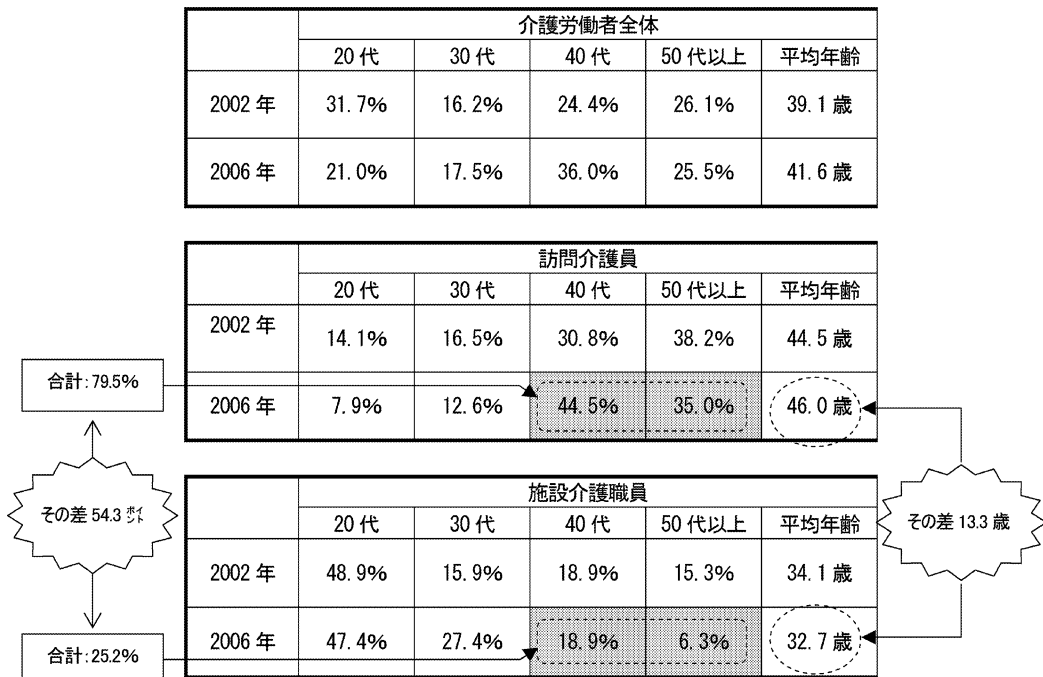 介護労働者全体
20代 30代 40代 50代以上 平均年齢
2002年 31.7% 16.2% 24.4% 26.1% 39.1歳
2006年 21.0% 17.5% 36.0% 25.5% 41.6歳
訪問介護員
20代 30代 40代 50代以上 平均年齢
2002年 14.1% 16.5% 30.8% 38.2% 44.5歳
合計:79.5%
2006年 7.9% 12.6% 44.5% 35.0% 46.0歳
その差54.3ポイント
その差13.3歳
施設介護職員
20代 30代 40代 50代以上 平均年齢
2002年 48.9% 15.9% 18.9% 15.3% 34.1歳
2006年 47.4% 27.4% 18.9% 6.3% 32.7歳
合計:25.2%